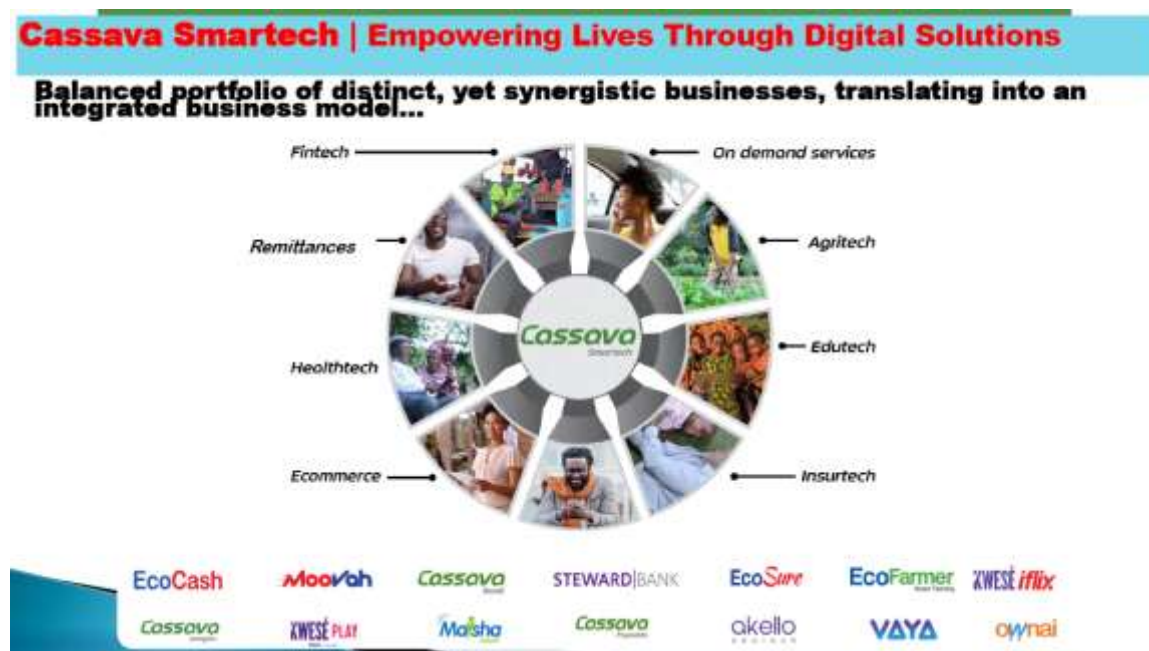 Cassava Smartech | Empowering Lives Through Digital Solutions
Balanced portfolio of distinct, yet synergistic businesses, translating into an
integrated business model...
Fintech
On demand services
Remittances
Agritech
Cassava
Smartech
Edutech
Healthtech
Ecommerce
Insurtech
EcoCash
Moovah
Cassava
STEWARD|BANK
EcoSure
EcoFarmer
KWESÉ iflix
Cassava
KWESÉ PLAY
Maisha
Cassava
akello
VAYA
ownai